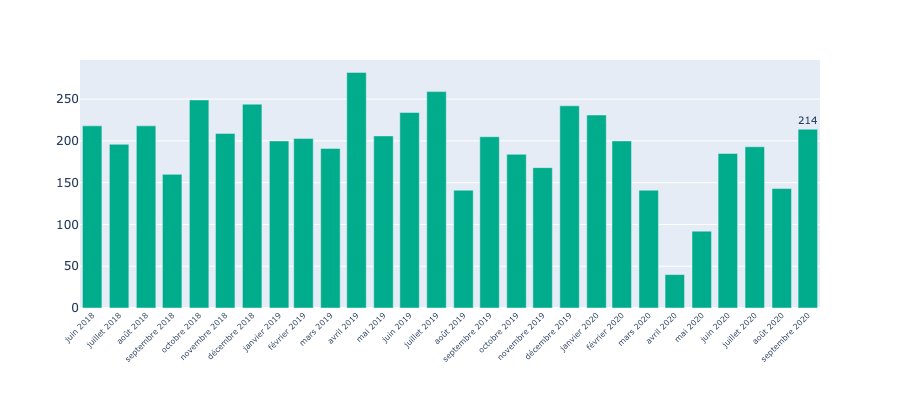 250
200
150
100
50
0
214
juin 2018
juillet 2018
août 2018
septembre 2018
octobre 2018
novembre 2018
décembre 2018
janvier 2019
février 2019
mars 2019
avril 2019
mai 2019
juin 2019
juillet 2019
août 2019
septembre 2019
octobre 2019
novembre 2019
décembre 2019
janvier 2020
février 2020
mars 2020
avril 2020
mai 2020
juin 2020
juillet 2020
août 2020
septembre 2020